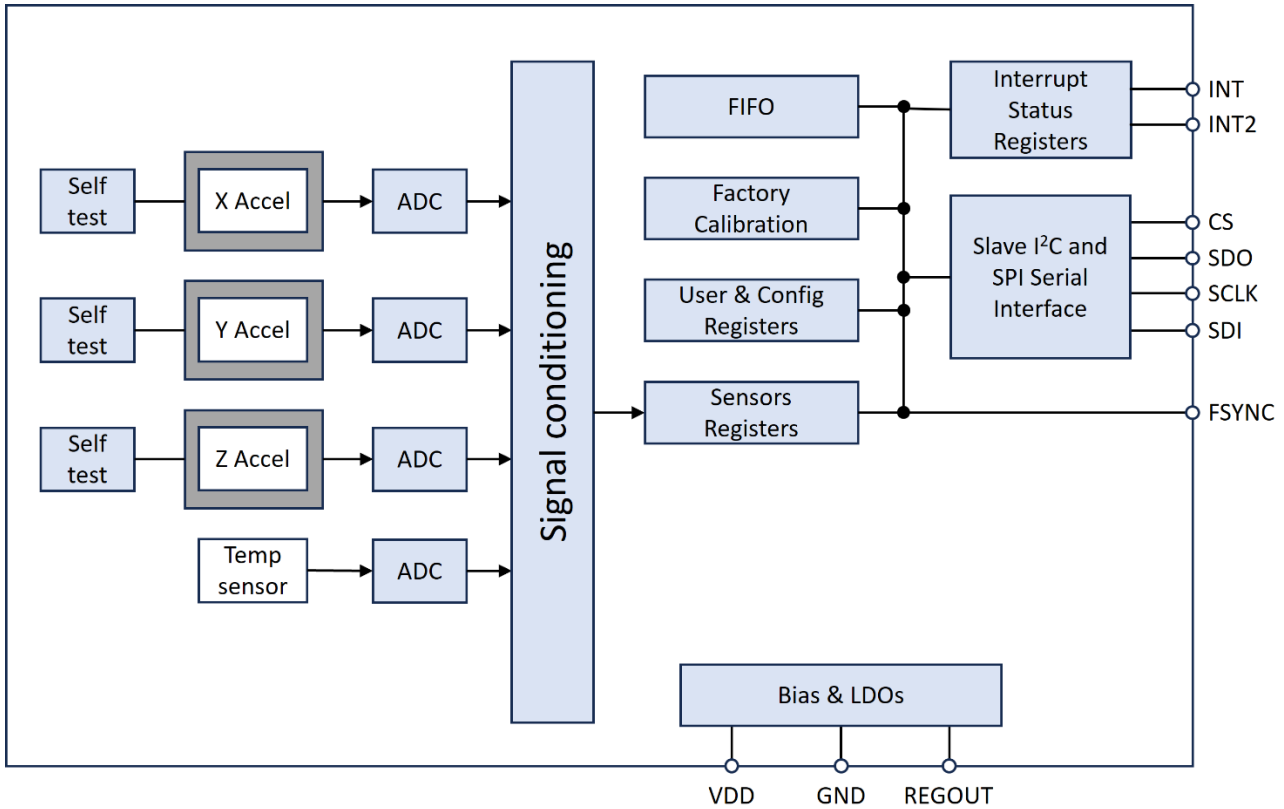 Self
test
X Accel
ADC
Self
test
Y Accel
ADC
Self
test
Z Accel
ADC
Temp
sensor
ADC
Signal conditioning
FIFO
Factory
Calibration
User & Config
Registers
Sensors
Registers
Interrupt
Status
Registers
Slave I²C and
SPI Serial
Interface
INT
INT2
CS
SDO
SCLK
SDI
FSYNC
Bias & LDOs
VDD
GND
REGOUT